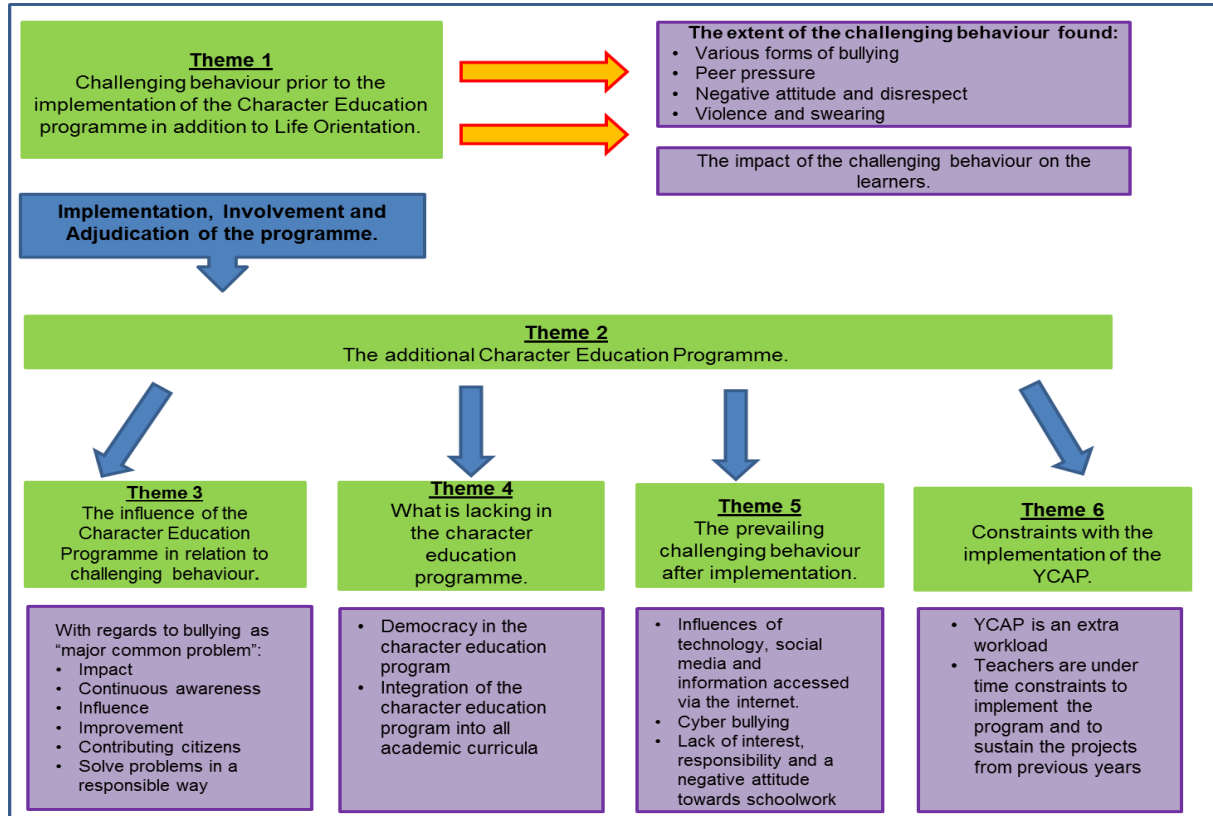 Theme 1
Challenging behaviour prior to the
implementation of the Character Education
programme in addition to Life Orientation.
The extent of the challenging behaviour found:
• Various forms of bullying
• Peer pressure
• Negative attitude and disrespect
• Violence and swearing
The impact of the challenging behaviour on the
learners.
Implementation, Involvement and
Adjudication of the programme.
Theme 2
The additional Character Education Programme.
Theme 3
The influence of the
Character Education
Programme in relation to
challenging behaviour.
Theme 4
What is lacking in
the character
education
programme.
Theme 5
The prevailing
challenging behaviour
after implementation.
Theme 6
Constraints with the
implementation of the
YCAP.
With regards to bullying as
“major common problem”:
• Impact
• Continuous awareness
• Influence
• Improvement
• Contributing citizens
• Solve problems in a
responsible way
• Democracy in the
character education
program
• Integration of the
character education
program into all
academic curricula
• Influences of
technology, social
media and
information accessed
via the internet.
• Cyber bullying
• Lack of interest,
responsibility and a
negative attitude
towards schoolwork
• YCAP is an extra
workload
• Teachers are under
time constraints to
implement the
program and to
sustain the projects
from previous years